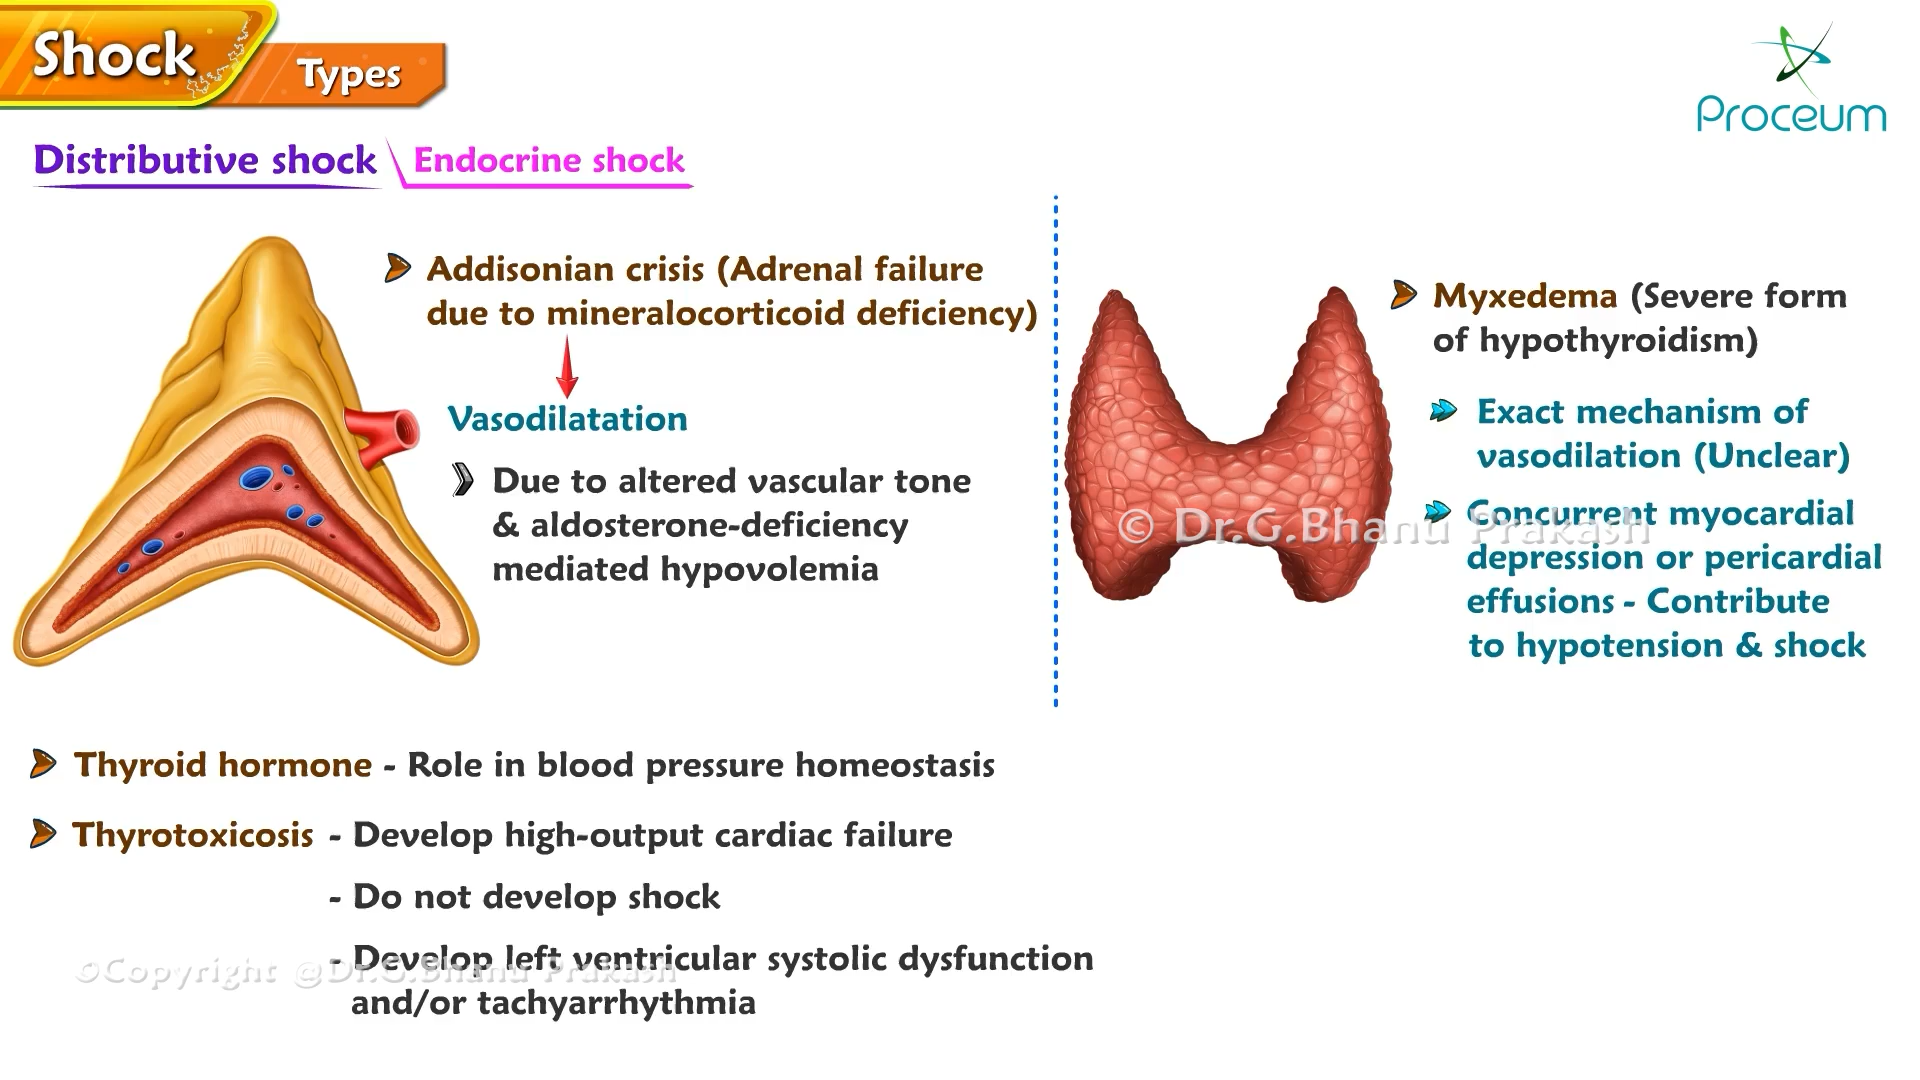 Shock
Types
Proceum
Distributive shock
Endocrine shock
Addisonian crisis (Adrenal failure
due to mineralocorticoid deficiency)
Vasodilatation
Due to altered vascular tone
& aldosterone-deficiency
mediated hypovolemia
Myxedema (Severe form
of hypothyroidism)
Exact mechanism of
vasodilation (Unclear)
Concurrent myocardial
depression or pericardial
effusions - Contribute
to hypotension & shock
© Dr.G.Bhanu Prakash
Thyroid hormone - Role in blood pressure homeostasis
Thyrotoxicosis - Develop high-output cardiac failure
- Do not develop shock
- Develop left ventricular systolic dysfunction
and/or tachyarrhythmia
©Copyright @Dr.G.Bhanu Prakash